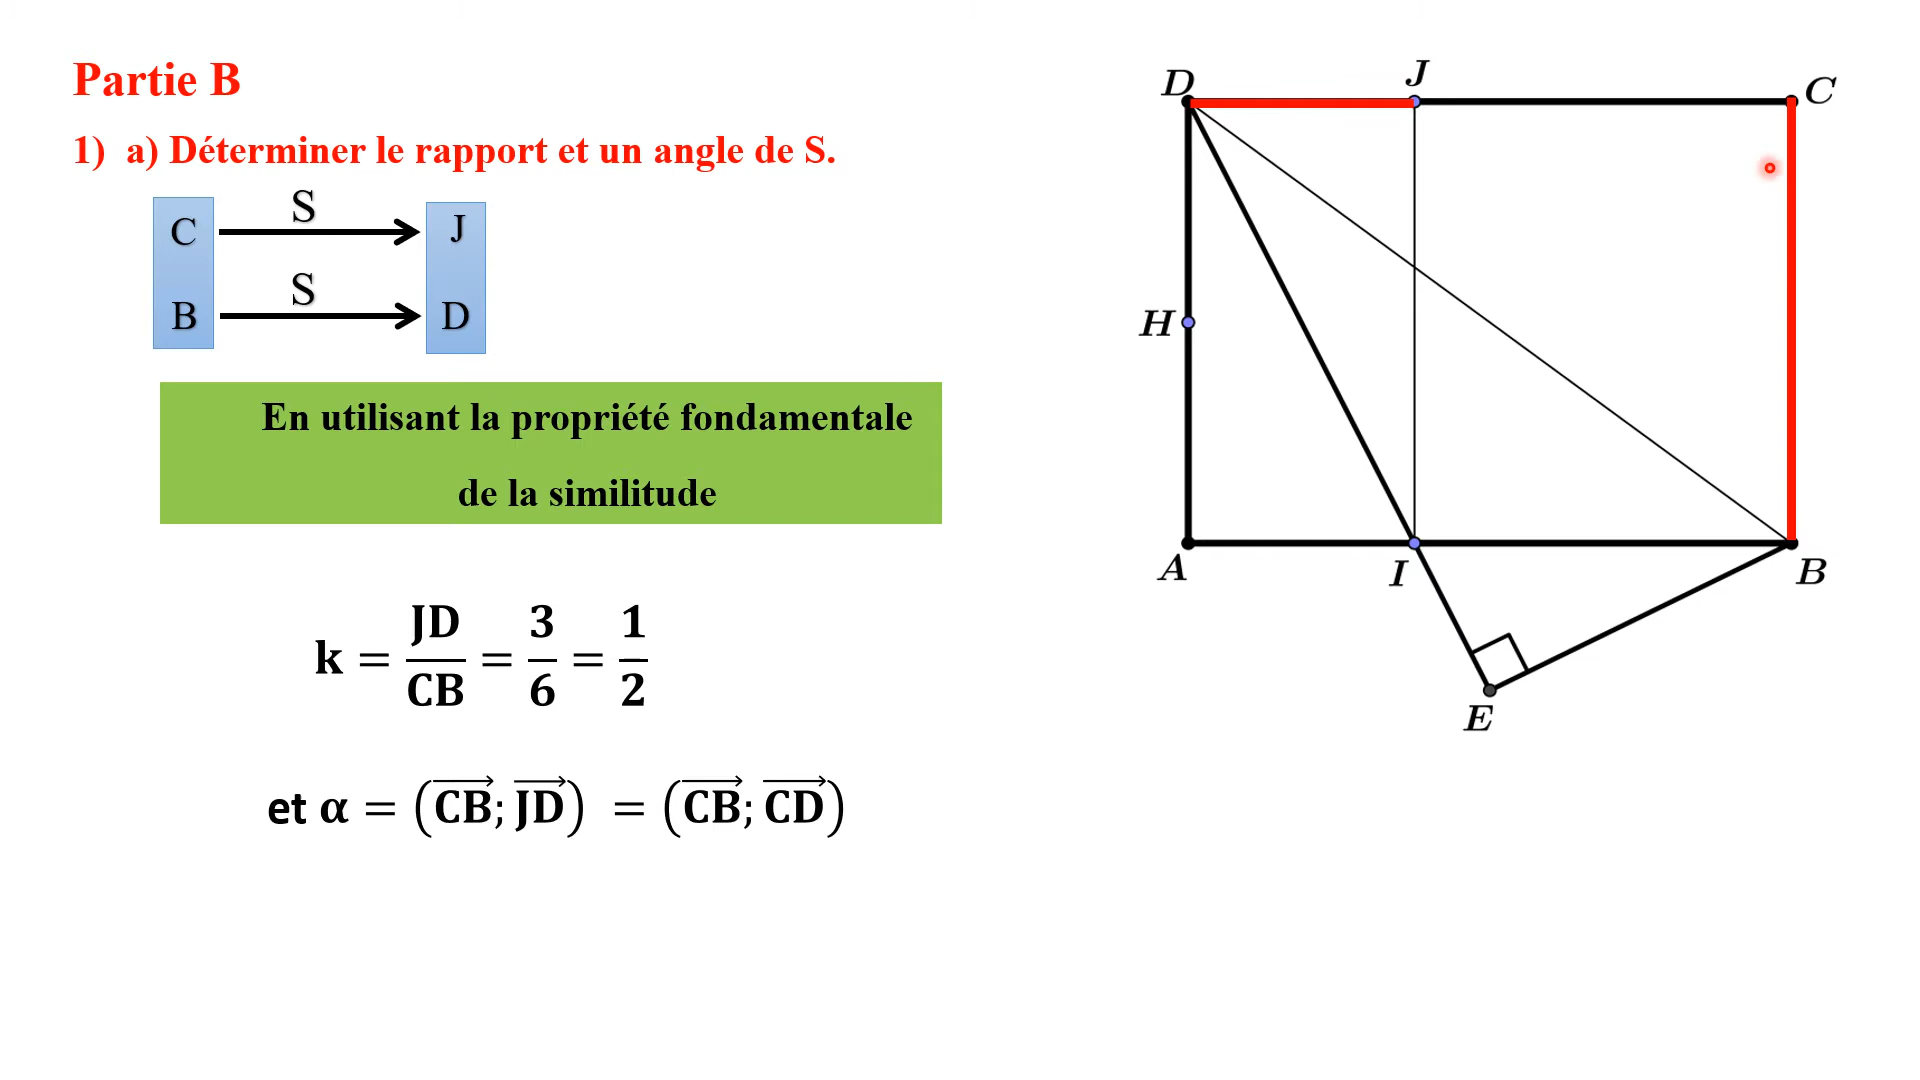 Partie B
1) a) Déterminer le rapport et un angle de S.
C S J
B S D
En utilisant la propriété fondamentale
de la similitude
k = JD/CB = 3/6 = 1/2
et α = (CB⃗; JD⃗) = (CB⃗; CD⃗)
D J C
H
A I B
E